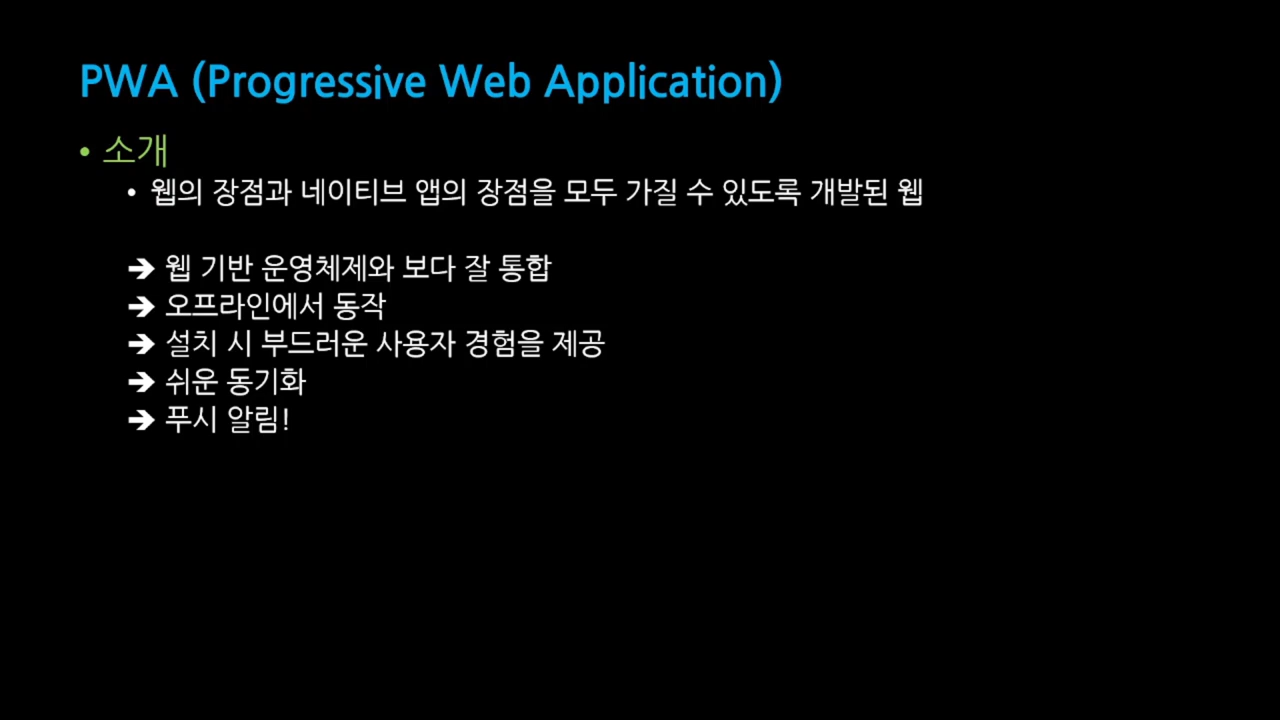 PWA (Progressive Web Application)
• 소개
• 웹의 장점과 네이티브 앱의 장점을 모두 가질 수 있도록 개발된 웹
➔ 웹 기반 운영체제와 보다 잘 통합
➔ 오프라인에서 동작
➔ 설치 시 부드러운 사용자 경험을 제공
➔ 쉬운 동기화
➔ 푸시 알림!